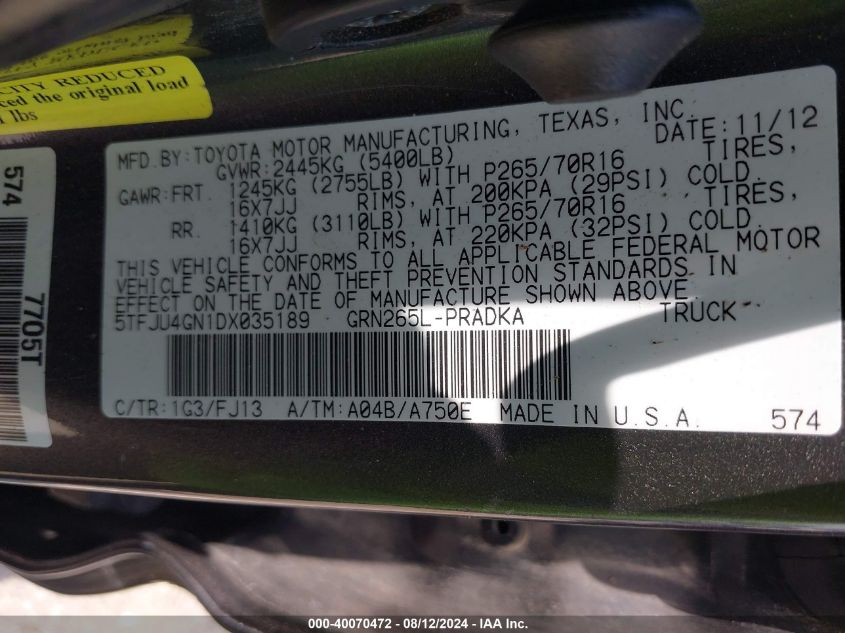 CITY REDUCED
ced the original load
lbs
MFD. BY: TOYOTA MOTOR MANUFACTURING, TEXAS, INC.
GVWR: 2445KG (5400LB) DATE: 11/12
GAWR: FRT. 1245KG (2755LB) WITH P265/70R16 TIRES,
16X7JJ RIMS, AT 200KPA (29PSI) COLD.
RR. 1410KG (3110LB) WITH P265/70R16 TIRES,
16X7JJ RIMS, AT 220KPA (32PSI) COLD.
THIS VEHICLE CONFORMS TO ALL APPLICABLE FEDERAL MOTOR
VEHICLE SAFETY AND THEFT PREVENTION STANDARDS IN
EFFECT ON THE DATE OF MANUFACTURE SHOWN ABOVE.
5TFJU4GN1DX035189 GRN265L-PRADKA TRUCK
C/TR: 1G3/FJ13 A/TM: A04B/A750E MADE IN U.S.A. 574
574
7705T
000-40070472 - 08/12/2024 - IAA Inc.